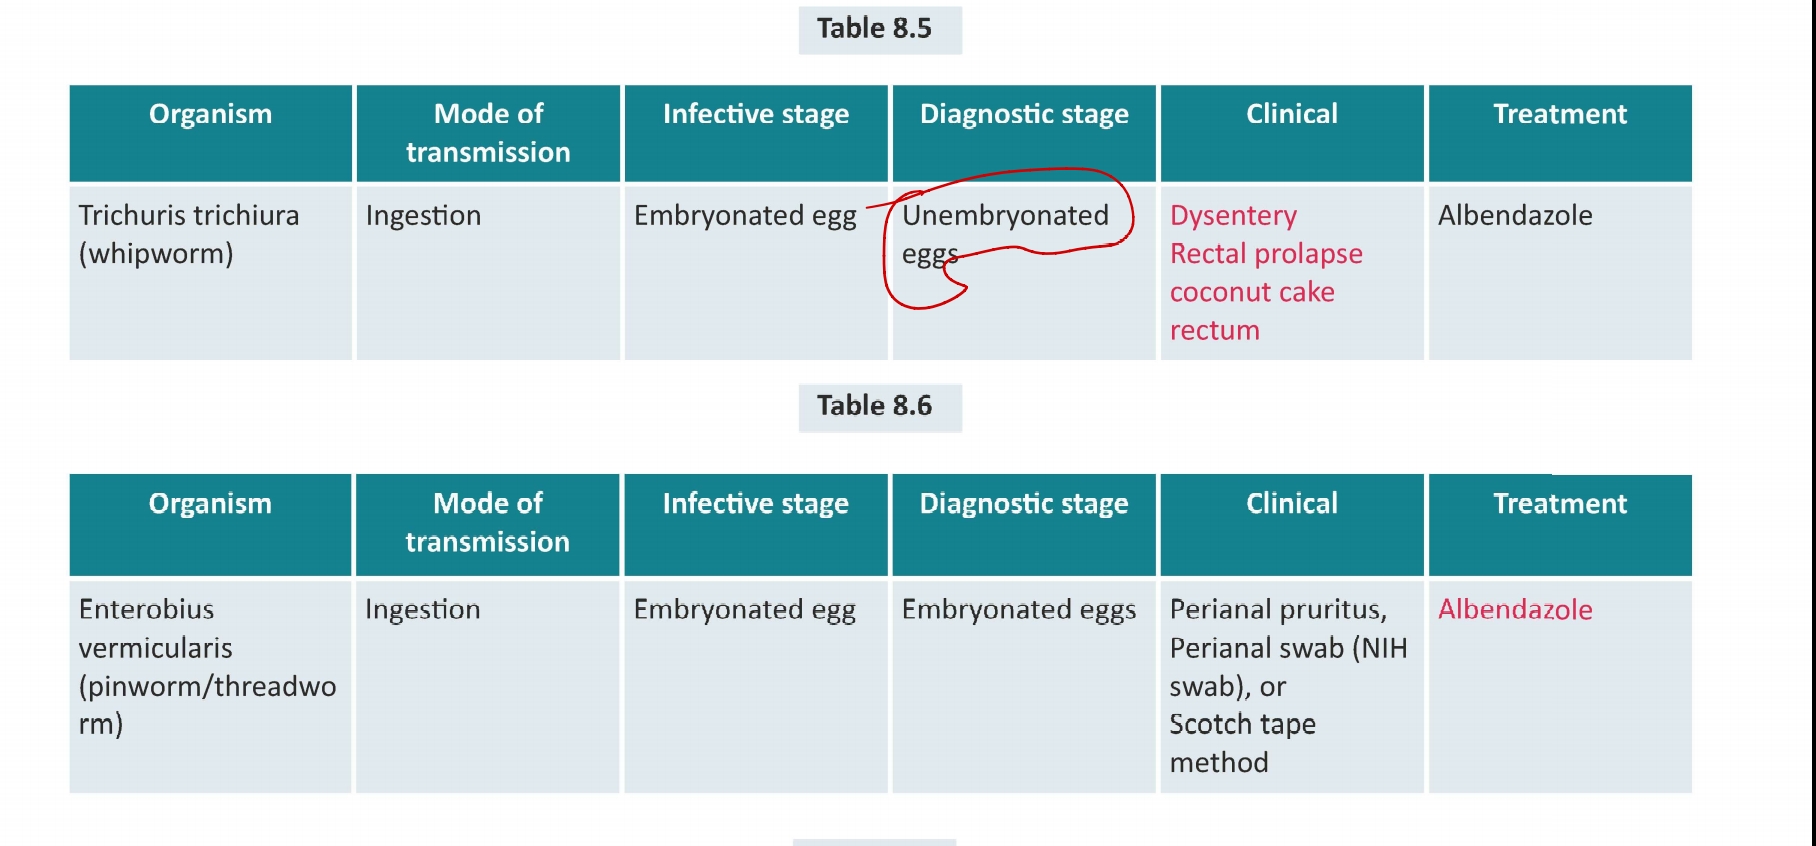 Table 8.5
Organism
Mode of
transmission
Infective stage
Diagnostic stage
Clinical
Treatment
Trichuris trichiura
(whipworm)
Ingestion
Embryonated egg
Unembryonated
eggs
Dysentery
Rectal prolapse
coconut cake
rectum
Albendazole
Table 8.6
Organism
Mode of
transmission
Infective stage
Diagnostic stage
Clinical
Treatment
Enterobius
vermicularis
(pinworm/threadwo
rm)
Ingestion
Embryonated egg
Embryonated eggs
Perianal pruritus,
Perianal swab (NIH
swab), or
Scotch tape
method
Albendazole